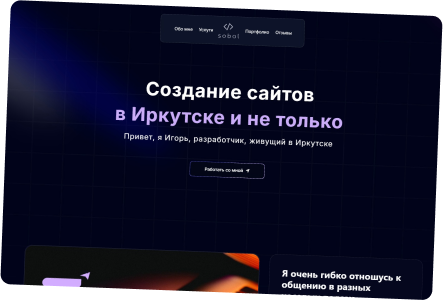 Обо мне Услуги sobol Портфолио Отзывы
Создание сайтов
в Иркутске и не только
Привет, я Игорь, разработчик, живущий в Иркутске
Работать со мной
Я очень гибко отношусь к
общению в разных